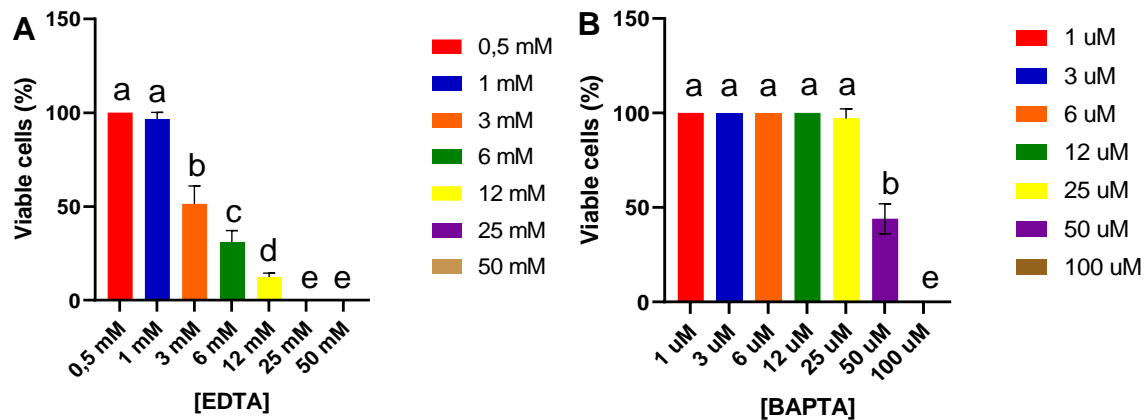 A
Viable cells (%)
150
100
50
0
a a b c d e e
0,5 mM
1 mM
3 mM
6 mM
12 mM
25 mM
50 mM
[EDTA]
0,5 mM
1 mM
3 mM
6 mM
12 mM
25 mM
50 mM
B
Viable cells (%)
150
100
50
0
a a a a a b e
1 uM
3 uM
6 uM
12 uM
25 uM
50 uM
100 uM
[BAPTA]
1 uM
3 uM
6 uM
12 uM
25 uM
50 uM
100 uM